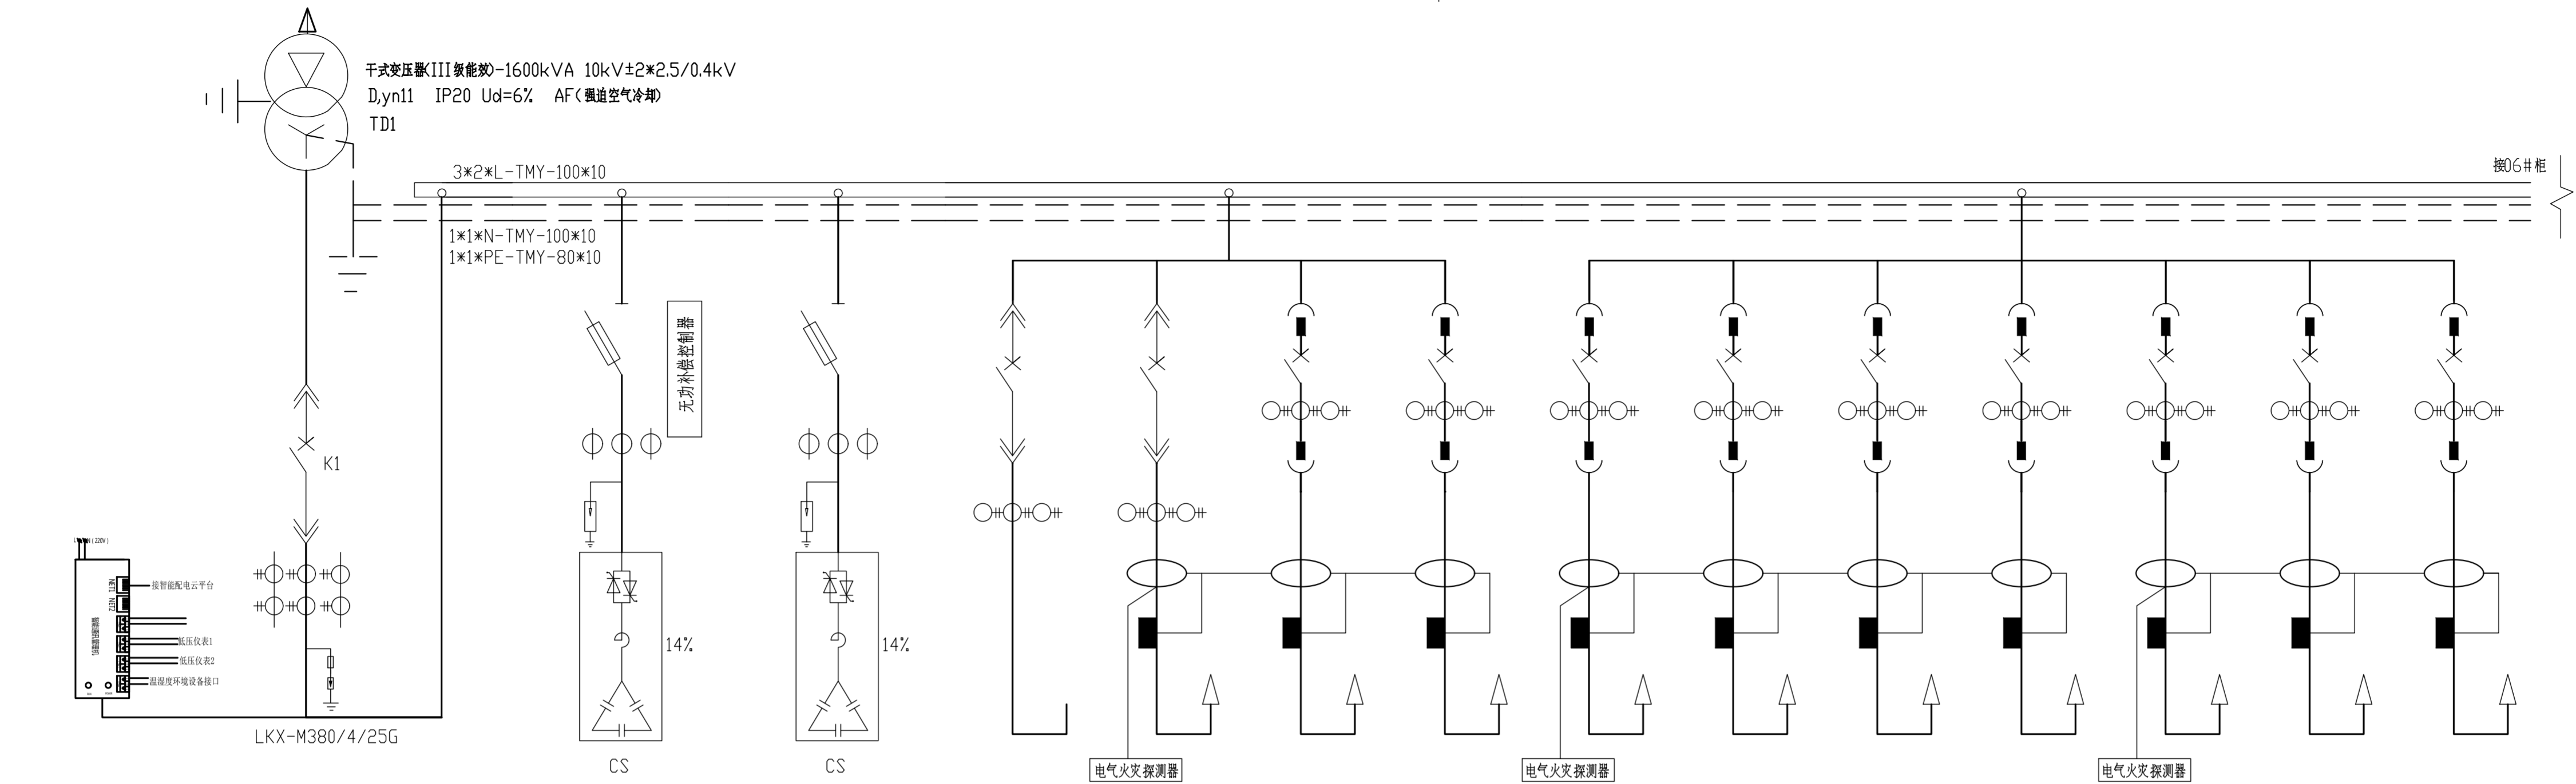 干式变压器(III级能效)-1600kVA 10kV±2*2.5/0.4kV
D,yn11 IP20 Ud=6% AF(强迫空气冷却)
TD1
3*2*L-TMY-100*10
接06#柜
1*1*N-TMY-100*10
1*1*PE-TMY-80*10
无功补偿控制器
K1
NET1
接智能配电云平台
NET2
低压仪表1
低压仪表2
温湿度环境设备接口
LKX-M380/4/25G
14%
14%
CS
CS
电气火灾探测器
电气火灾探测器
电气火灾探测器